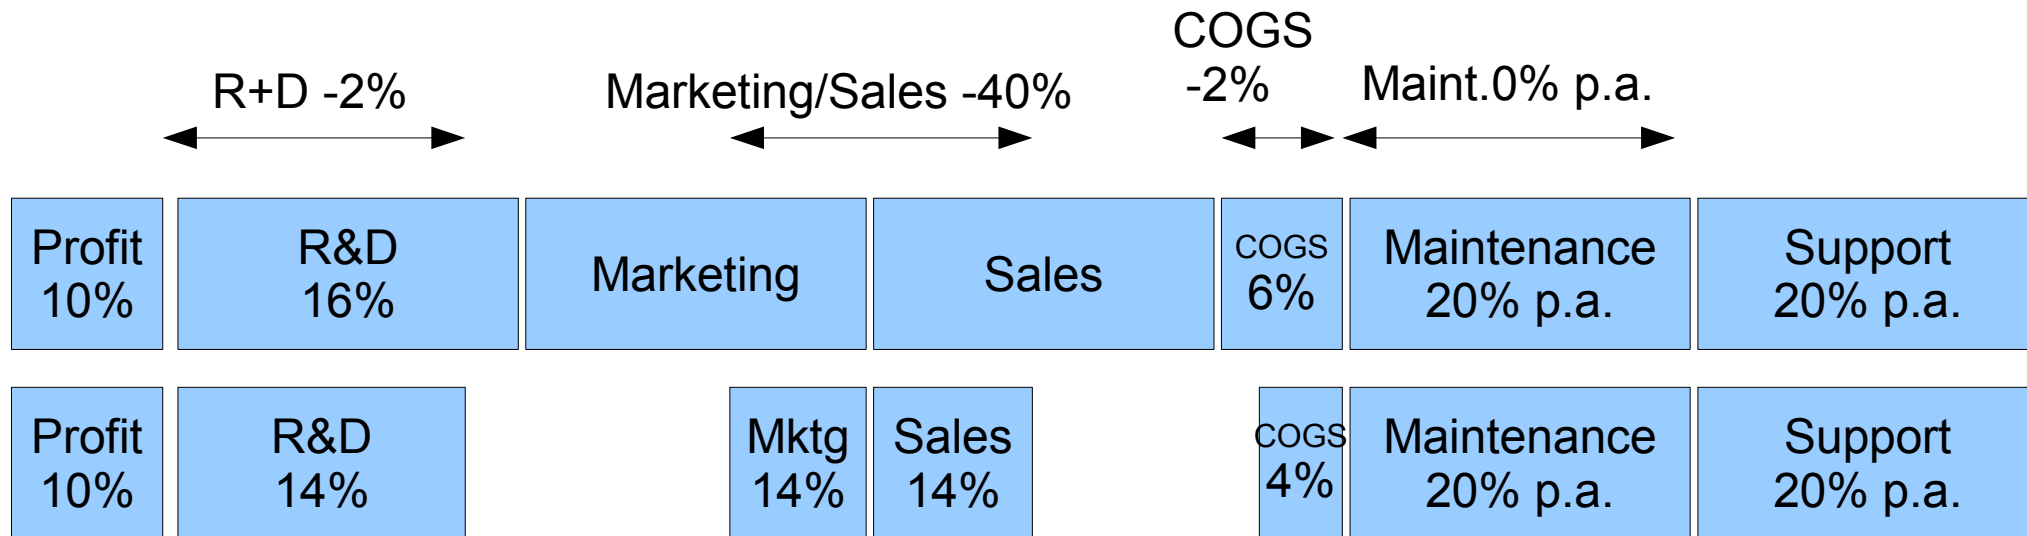 COGS
R+D -2%
Marketing/Sales -40%
-2%
Maint.0% p.a.
Profit
10%
R&D
16%
Marketing
Sales
COGS
6%
Maintenance
20% p.a.
Support
20% p.a.
Profit
10%
R&D
14%
Mktg
14%
Sales
14%
COGS
4%
Maintenance
20% p.a.
Support
20% p.a.